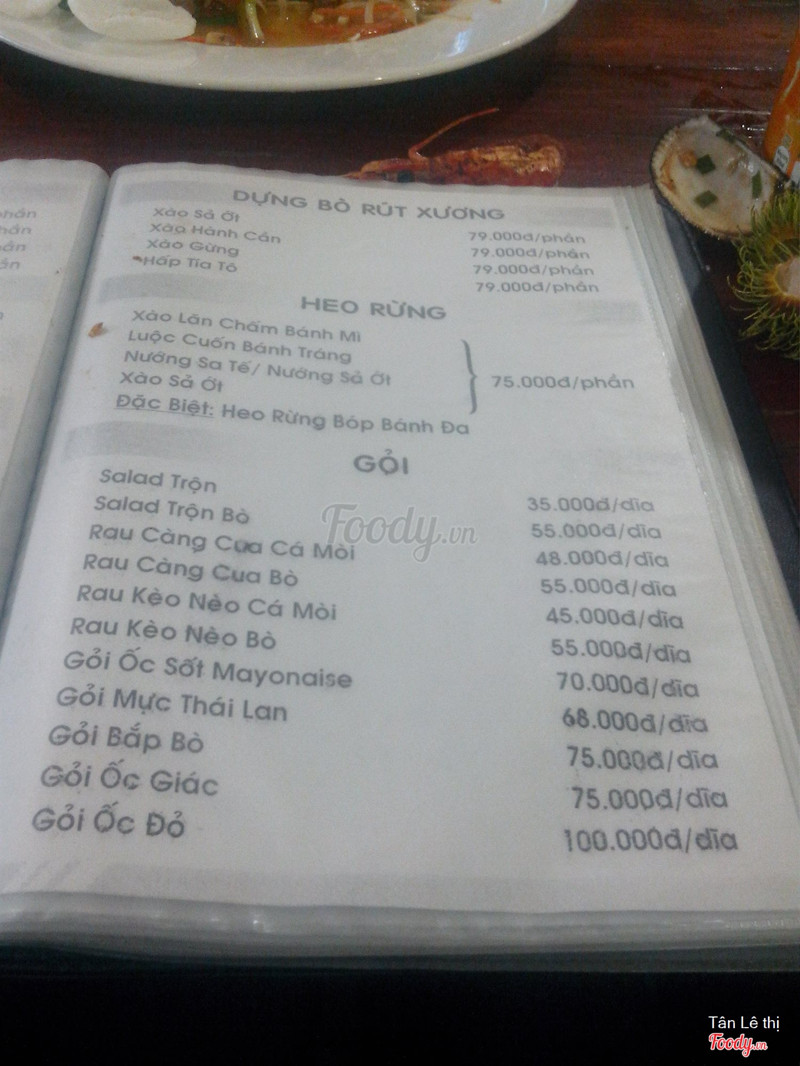 phần
hần
ần
ần
DỰNG BÒ RÚT XƯƠNG
Xào Sả Ớt 79.000đ/phần
Xào Hành Cần 79.000đ/phần
Xào Gừng 79.000đ/phần
Hấp Tía Tô 79.000đ/phần
HEO RỪNG
Xáo Lăn Chấm Bánh Mì
Luộc Cuốn Bánh Tráng
Nướng Sa Tế/ Nướng Sả Ớt 75.000đ/phần
Xào Sả Ớt
Đặc Biệt: Heo Rừng Bóp Bánh Đa
GỎI
Salad Trộn 35.000đ/dĩa
Salad Trộn Bò 55.000đ/dĩa
Rau Càng Cua Cá Mòi 48.000đ/dĩa
Rau Càng Cua Bò 55.000đ/dĩa
Rau Kèo Nèo Cá Mòi 45.000đ/dĩa
Rau Kèo Nèo Bò 55.000đ/dĩa
Gỏi Ốc Sốt Mayonaise 70.000đ/dĩa
Gỏi Mực Thái Lan 68.000đ/dĩa
Gỏi Bắp Bò 75.000đ/dĩa
Gỏi Ốc Giác 75.000đ/dĩa
Gỏi Ốc Đỏ 100.000đ/dĩa
Foody.vn
Tân Lê thị
Foody.vn